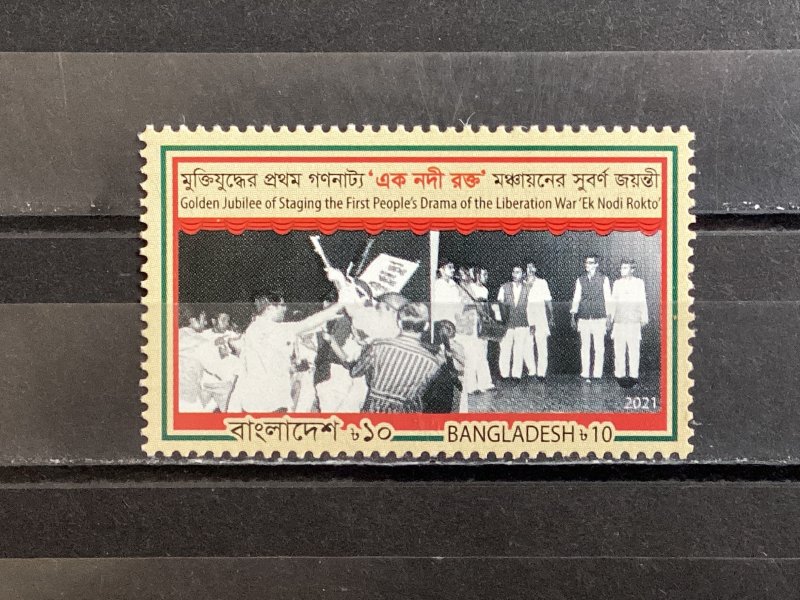 মুক্তিযুদ্ধের প্রথম গণনাট্য ‘এক নদী রক্ত’ মঞ্চায়নের সুবর্ণ জয়ন্তী
Golden Jubilee of Staging the First People's Drama of the Liberation War ‘Ek Nodi Rokto’
2021
বাংলাদেশ ৳১০ BANGLADESH ৳10